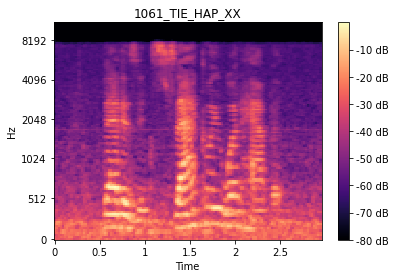 1061_TIE_HAP_XX
8192
4096
2048
1024
512
0
Hz
0 0.5 1 1.5 2 2.5
Time
-10 dB
-20 dB
-30 dB
-40 dB
-50 dB
-60 dB
-70 dB
-80 dB